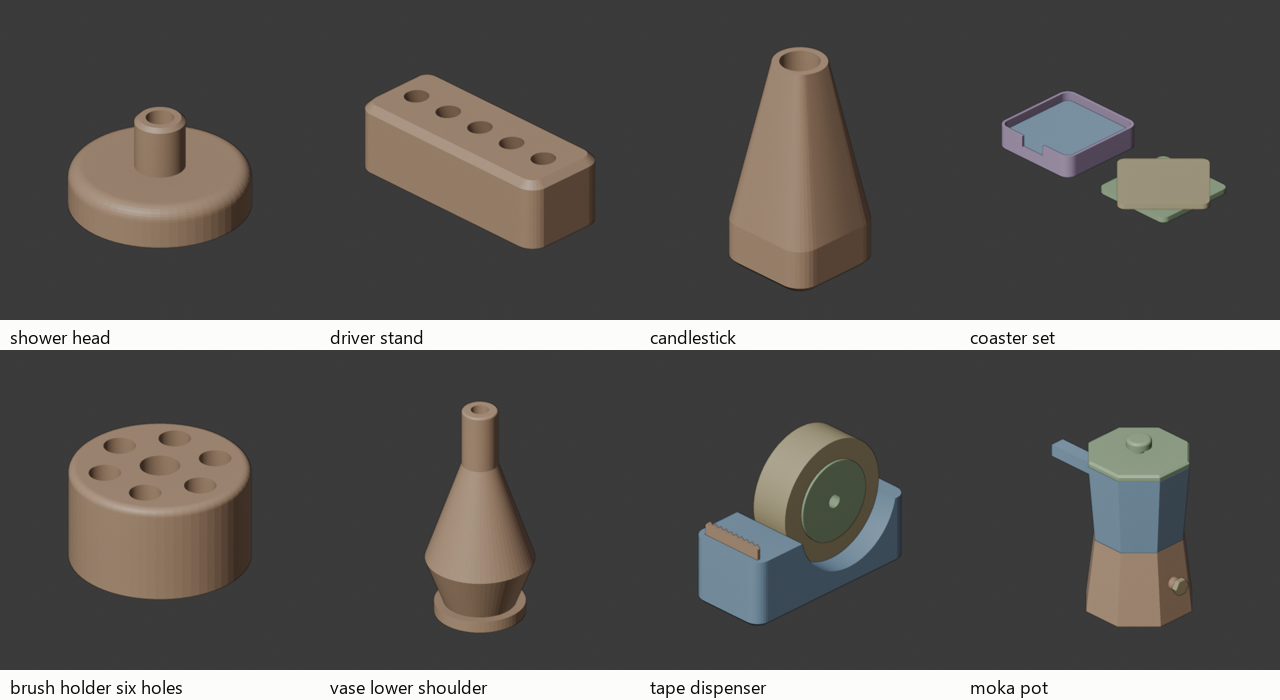 shower head
driver stand
candlestick
coaster set
brush holder six holes
vase lower shoulder
tape dispenser
moka pot